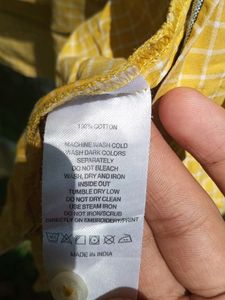 100% COTTON
MACHINE WASH COLD
WASH DARK COLORS
SEPARATELY
DO NOT BLEACH
WASH, DRY AND IRON
INSIDE OUT
TUMBLE DRY LOW
DO NOT DRY CLEAN
USE STEAM IRON
DO NOT IRON/SCRUB
DIRECTLY ON EMBROIDERY/PRINT
MADE IN INDIA